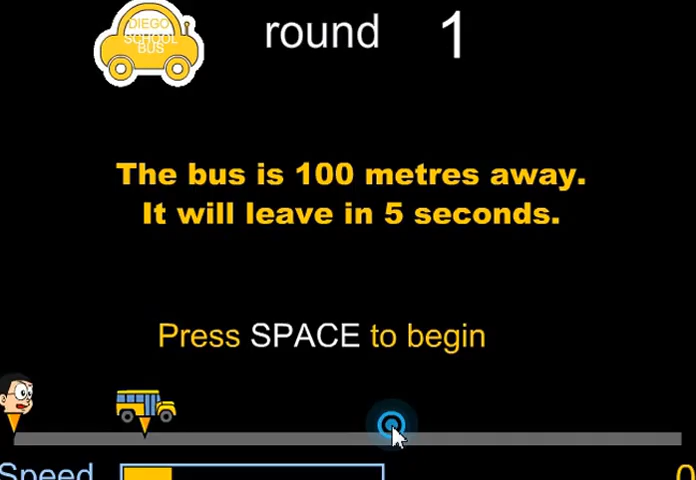 DIEGO
SCHOOL
BUS
round 1
The bus is 100 metres away.
It will leave in 5 seconds.
Press SPACE to begin
Speed 0